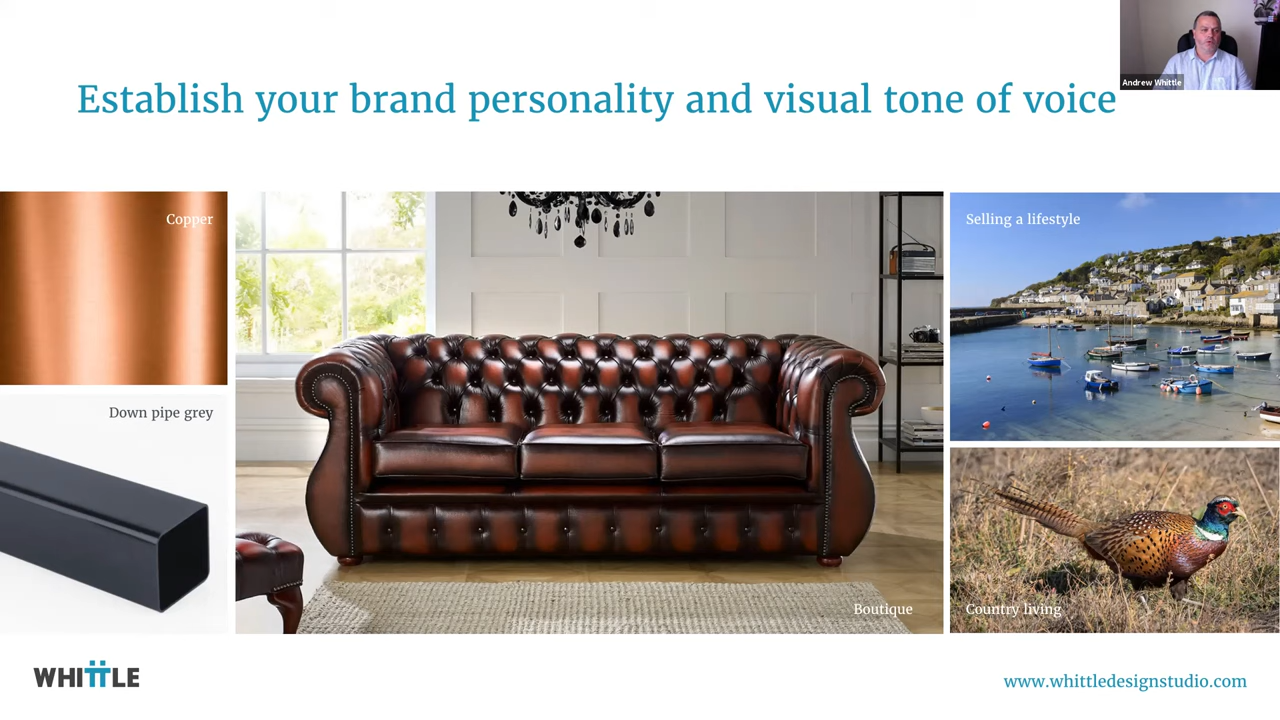 Establish your brand personality and visual tone of voice
Andrew Whittle
Copper
Down pipe grey
Boutique
Selling a lifestyle
Country living
WHITTLE
www.whittledesignstudio.com